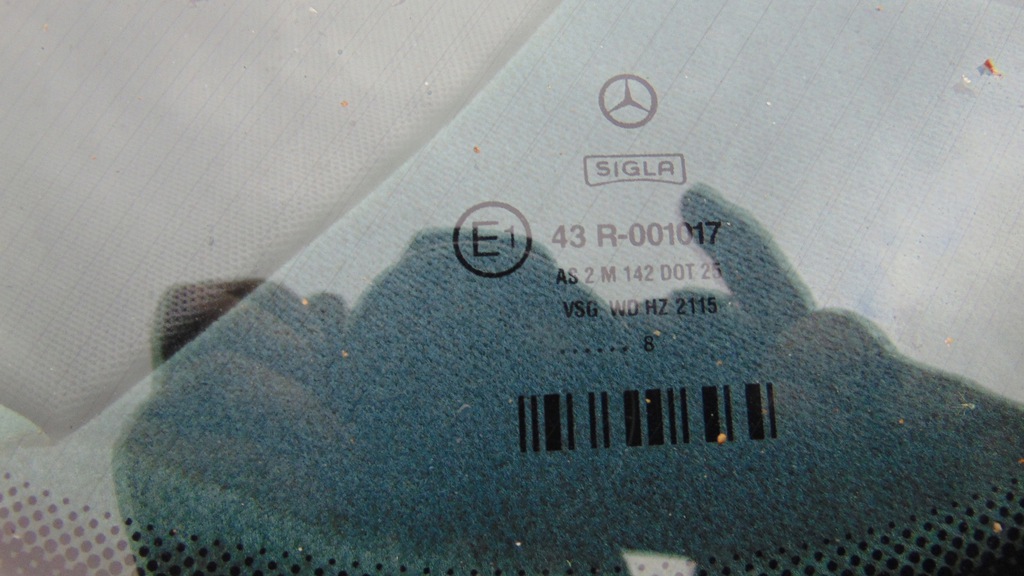 SIGLA
E1 43 R-001017
AS 2 M 142 DOT 25
VSG WD HZ 2115
...... 8